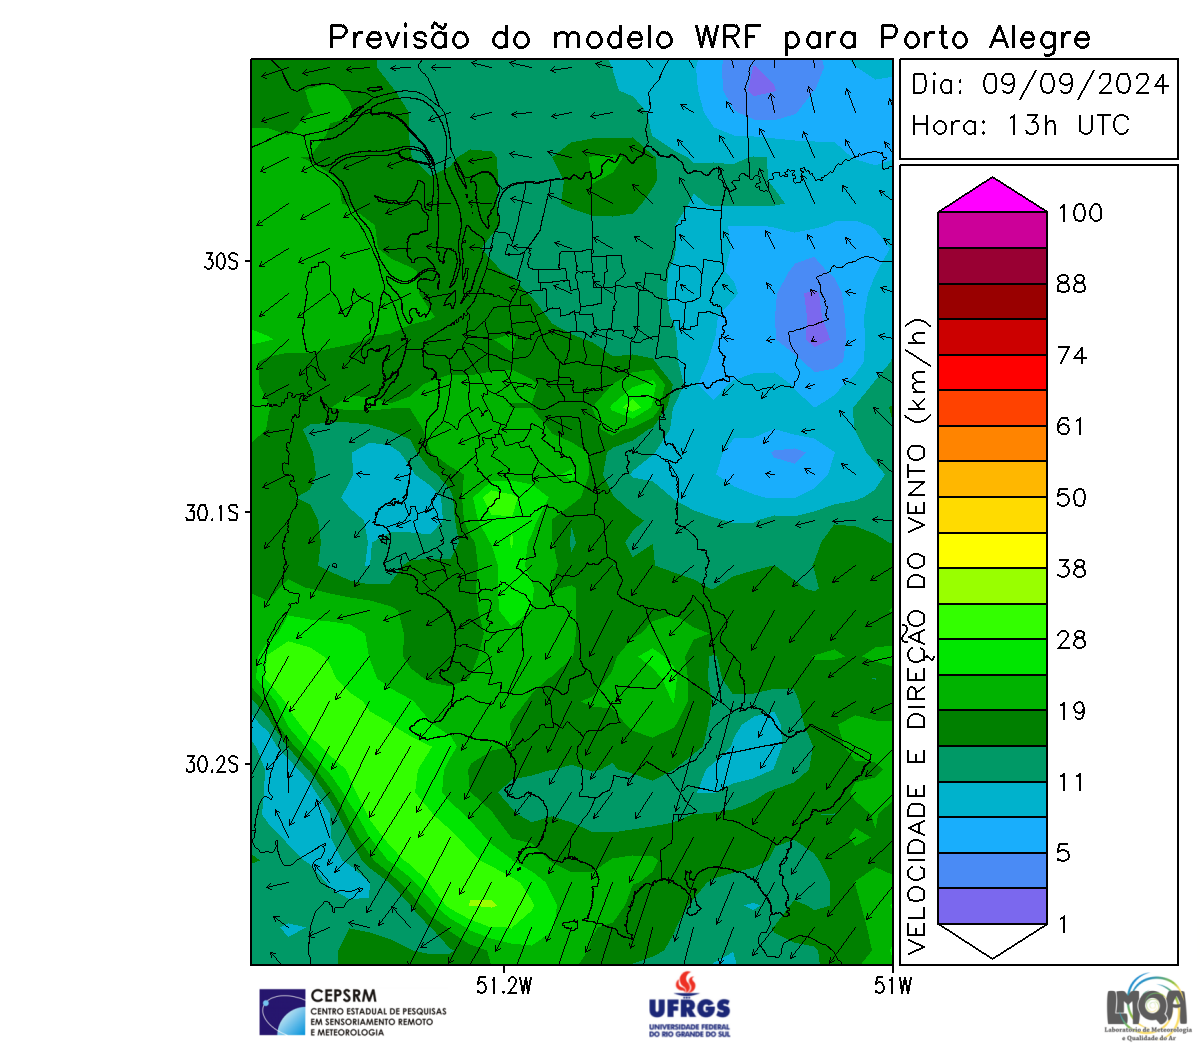 Previsão do modelo WRF para Porto Alegre
Dia: 09/09/2024
Hora: 13h UTC
100
88
74
61
50
38
28
19
11
5
1
VELOCIDADE E DIREÇÃO DO VENTO (km/h)
30S
30.1S
30.2S
51.2W
51W
CEPSRM
CENTRO ESTADUAL DE PESQUISAS
EM SENSORIAMENTO REMOTO
E METEOROLOGIA
UFRGS
UNIVERSIDADE FEDERAL
DO RIO GRANDE DO SUL
LMQA
Laboratório de Meteorologia
e Qualidade do Ar